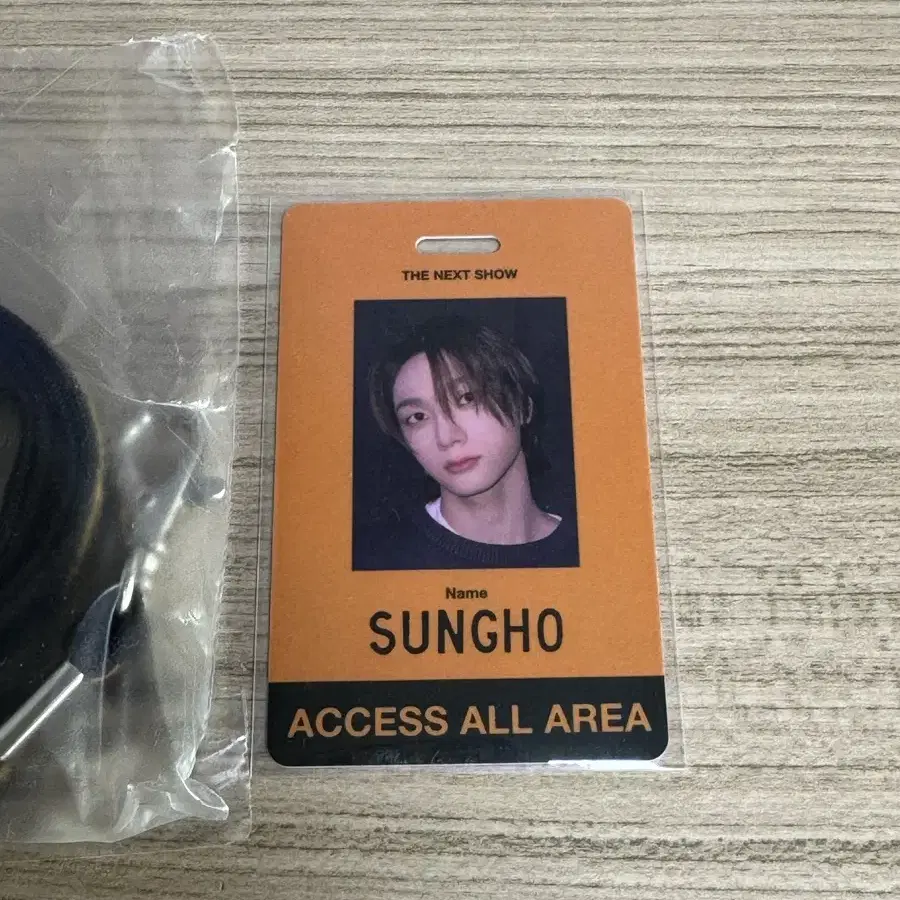 THE NEXT SHOW
Name
SUNGHO
ACCESS ALL AREA